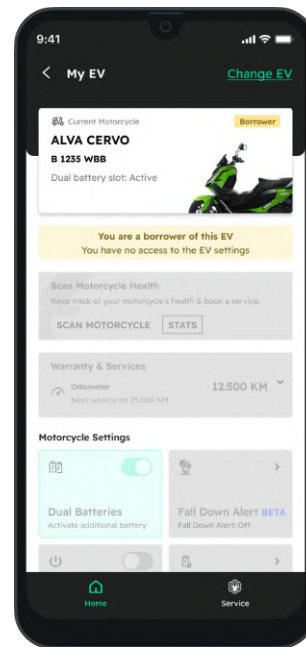 9:41
My EV
Change EV
Current Motorcycle
Borrower
ALVA CERVO
B 1235 WBB
Dual battery slot: Active
You are a borrower of this EV
You have no access to the EV settings
Scan Motorcycle Health
Keep track of your motorcycle's health & book a service.
SCAN MOTORCYCLE STATS
Warranty & Services
Odometer
12.500 KM
Next service on 15.000 KM
Motorcycle Settings
Dual Batteries
Activate additional battery
Fall Down Alert BETA
Fall Down Alert: Off
Home
Service